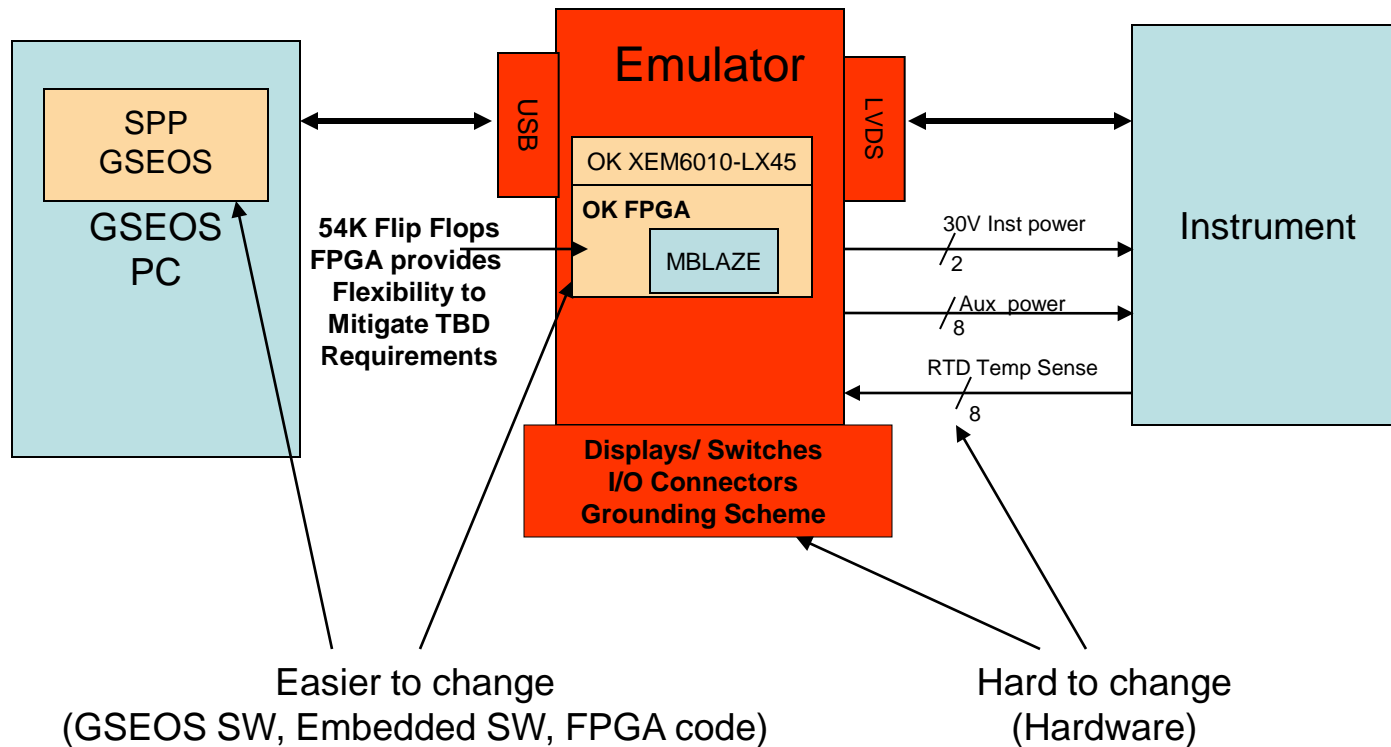 SPP
GSEOS
GSEOS
PC
USB
Emulator
LVDS
OK XEM6010-LX45
OK FPGA
MBLAZE
54K Flip Flops
FPGA provides
Flexibility to
Mitigate TBD
Requirements
30V Inst power
2
Aux power
8
RTD Temp Sense
8
Instrument
Displays/ Switches
I/O Connectors
Grounding Scheme
Easier to change
(GSEOS SW, Embedded SW, FPGA code)
Hard to change
(Hardware)